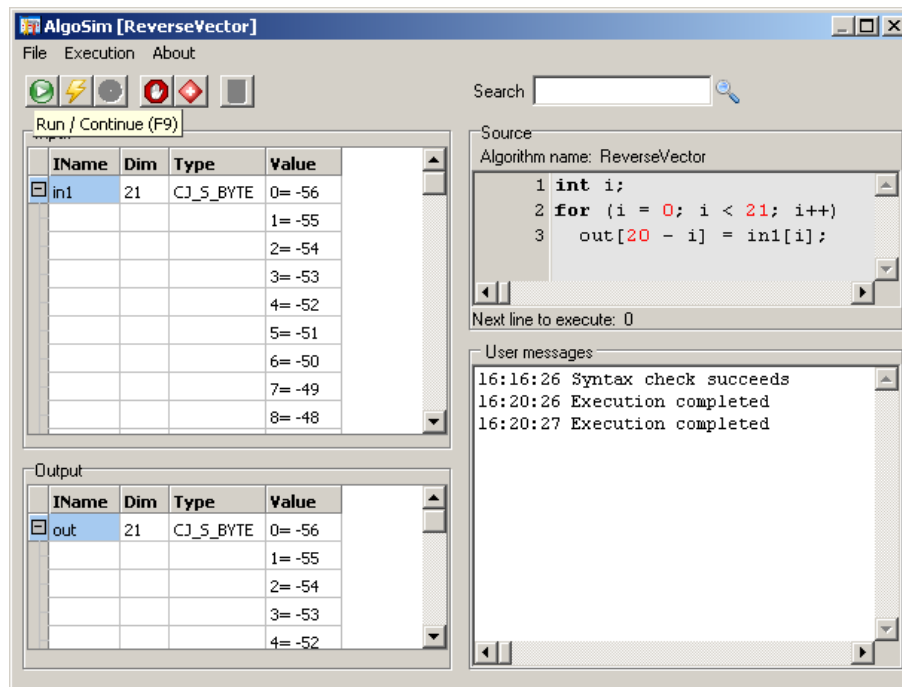 AlgoSim [ReverseVector]
File Execution About
Search
Run / Continue (F9)
IName Dim Type Value
in1 21 CJ_S_BYTE 0= -56
1= -55
2= -54
3= -53
4= -52
5= -51
6= -50
7= -49
8= -48
Output
IName Dim Type Value
out 21 CJ_S_BYTE 0= -56
1= -55
2= -54
3= -53
4= -52
Source
Algorithm name: ReverseVector
1 int i;
2 for (i = 0; i < 21; i++)
3 out[20 - i] = in1[i];
Next line to execute: 0
User messages
16:16:26 Syntax check succeeds
16:20:26 Execution completed
16:20:27 Execution completed